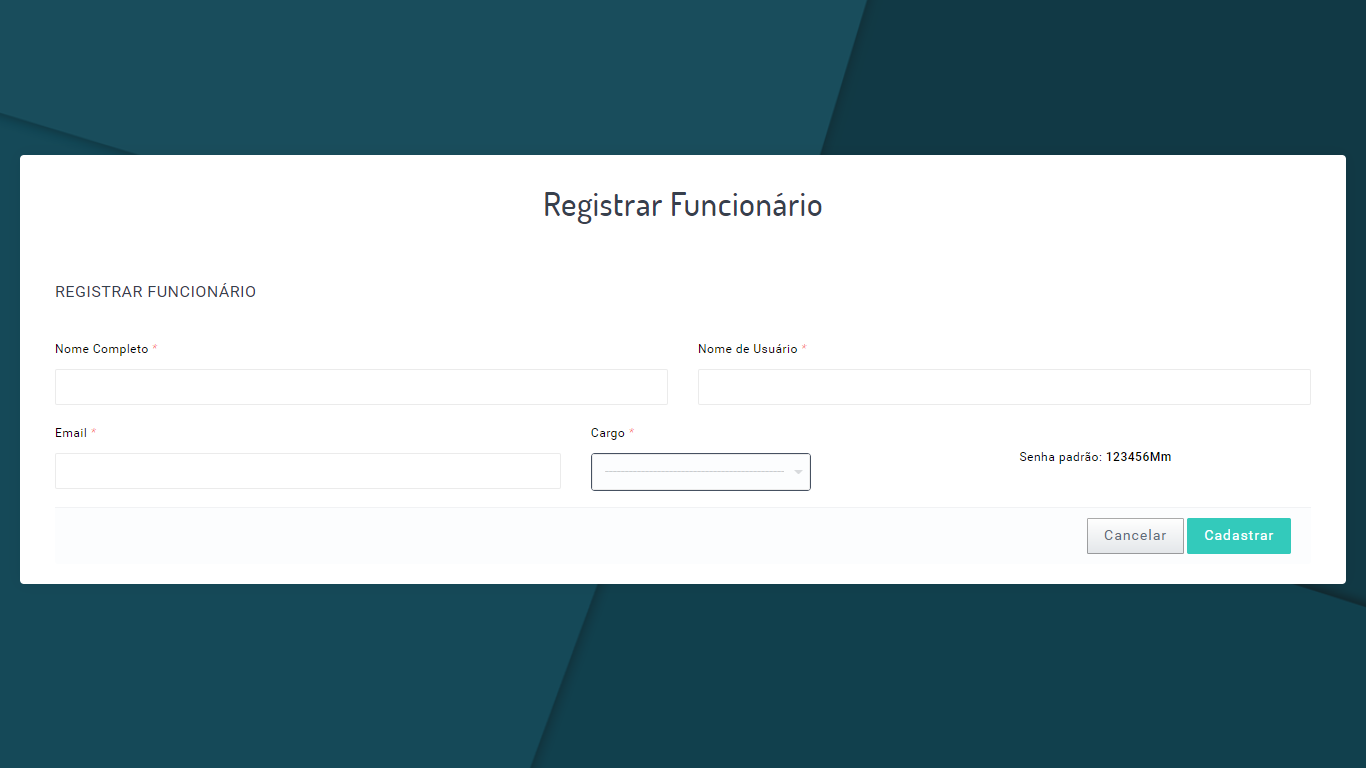 Registrar Funcionário
REGISTRAR FUNCIONÁRIO
Nome Completo *
Nome de Usuário *
Email *
Cargo *
Senha padrão: 123456Mm
Cancelar
Cadastrar